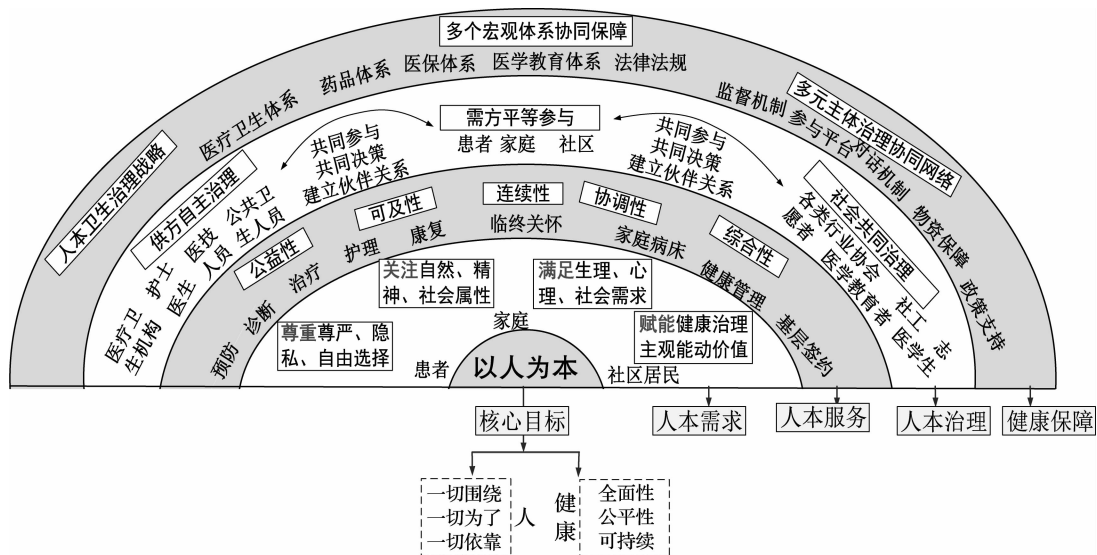 多个宏观体系协同保障
人本卫生治理战略
医疗卫生体系
药品体系
医保体系
医学教育体系
法律法规
多元主体治理协同网络
监督机制
参与平台
对话机制
物资保障
政策支持
需方平等参与
患者 家庭 社区
共同参与
共同决策
建立伙伴关系
共同参与
共同决策
建立伙伴关系
供方自主治理
医疗卫
生机构
护士
医生
医技
人员
公共卫
生人员
社会共同治理
各类行业协会
愿者
医学教育者
社工
医学生
志
公益性
可及性
连续性
协调性
综合性
预防
诊断
治疗
护理
康复
临终关怀
家庭病床
健康管理
基层签约
尊重尊严、隐
私、自由选择
关注自然、精
神、社会属性
满足生理、心
理、社会需求
赋能健康治理
主观能动价值
家庭
患者
以人为本
社区居民
核心目标
人本需求
人本服务
人本治理
健康保障
一切围绕
一切为了
一切依靠
人
健
康
全面性
公平性
可持续